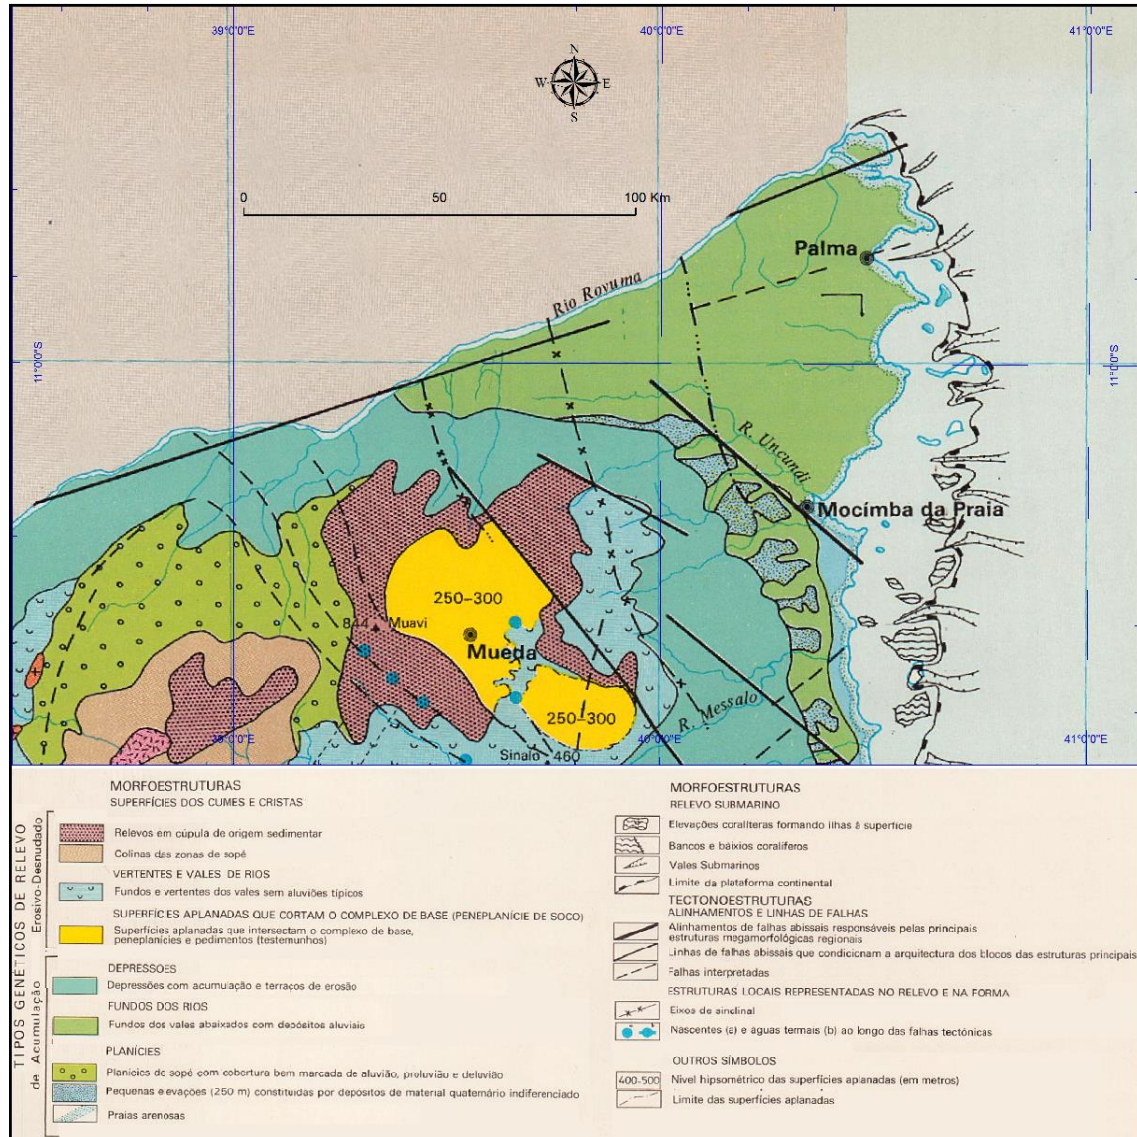 39°0'0"E
40°0'0"E
41°0'0"E
N
W
E
S
0
50
100 Km
Palma
Rio Rovuma
11°0'0"S
11°0'0"S
R. Uncundi
Mocímba da Praia
250–300
844
Muavi
Mueda
250–300
R. Messalo
Sinalo
460
40°0'0"E
41°0'0"E
TIPOS GENÉTICOS DE RELEVO
Erosivo-Desnudado
de Acumulação
MORFOESTRUTURAS
SUPERFÍCIES DOS CUMES E CRISTAS
Relevos em cúpula de origem sedimentar
Colinas das zonas de sopé
VERTENTES E VALES DE RIOS
Fundos e vertentes dos vales sem aluviões típicos
SUPERFÍCES APLANADAS QUE CORTAM O COMPLEXO DE BASE (PENEPLANÍCIE DE SOCO)
Superfícies aplanadas que intersectam o complexo de base,
peneplanícies e pedimentos (testemunhos)
DEPRESSÕES
Depressões com acumulação e terraços de erosão
FUNDOS DOS RIOS
Fundos dos vales abaixados com depósitos aluviais
PLANÍCIES
Planícies de sopé com cobertura bem marcada de aluvião, proluvião e deluvião
Pequenas elevações (250 m) constituídas por depósitos de material quaternário indiferenciado
Praias arenosas
MORFOESTRUTURAS
RELEVO SUBMARINO
Elevações coralíferas formando ilhas à superfície
Bancos e baixios coralíferos
Vales Submarinos
Limite da plataforma continental
TECTONOESTRUTURAS
ALINHAMENTOS E LINHAS DE FALHAS
Alinhamentos de falhas abissais responsáveis pelas principais
estruturas megamorfológicas regionais
Linhas de falhas abissais que condicionam a arquitectura dos blocos das estruturas principais
Falhas interpretadas
ESTRUTURAS LOCAIS REPRESENTADAS NO RELEVO E NA FORMA
Eixos de sinclinal
Nascentes (a) e águas termais (b) ao longo das falhas tectónicas
OUTROS SÍMBOLOS
400-500
Nível hipsométrico das superfícies aplanadas (em metros)
Limite das superfícies aplanadas